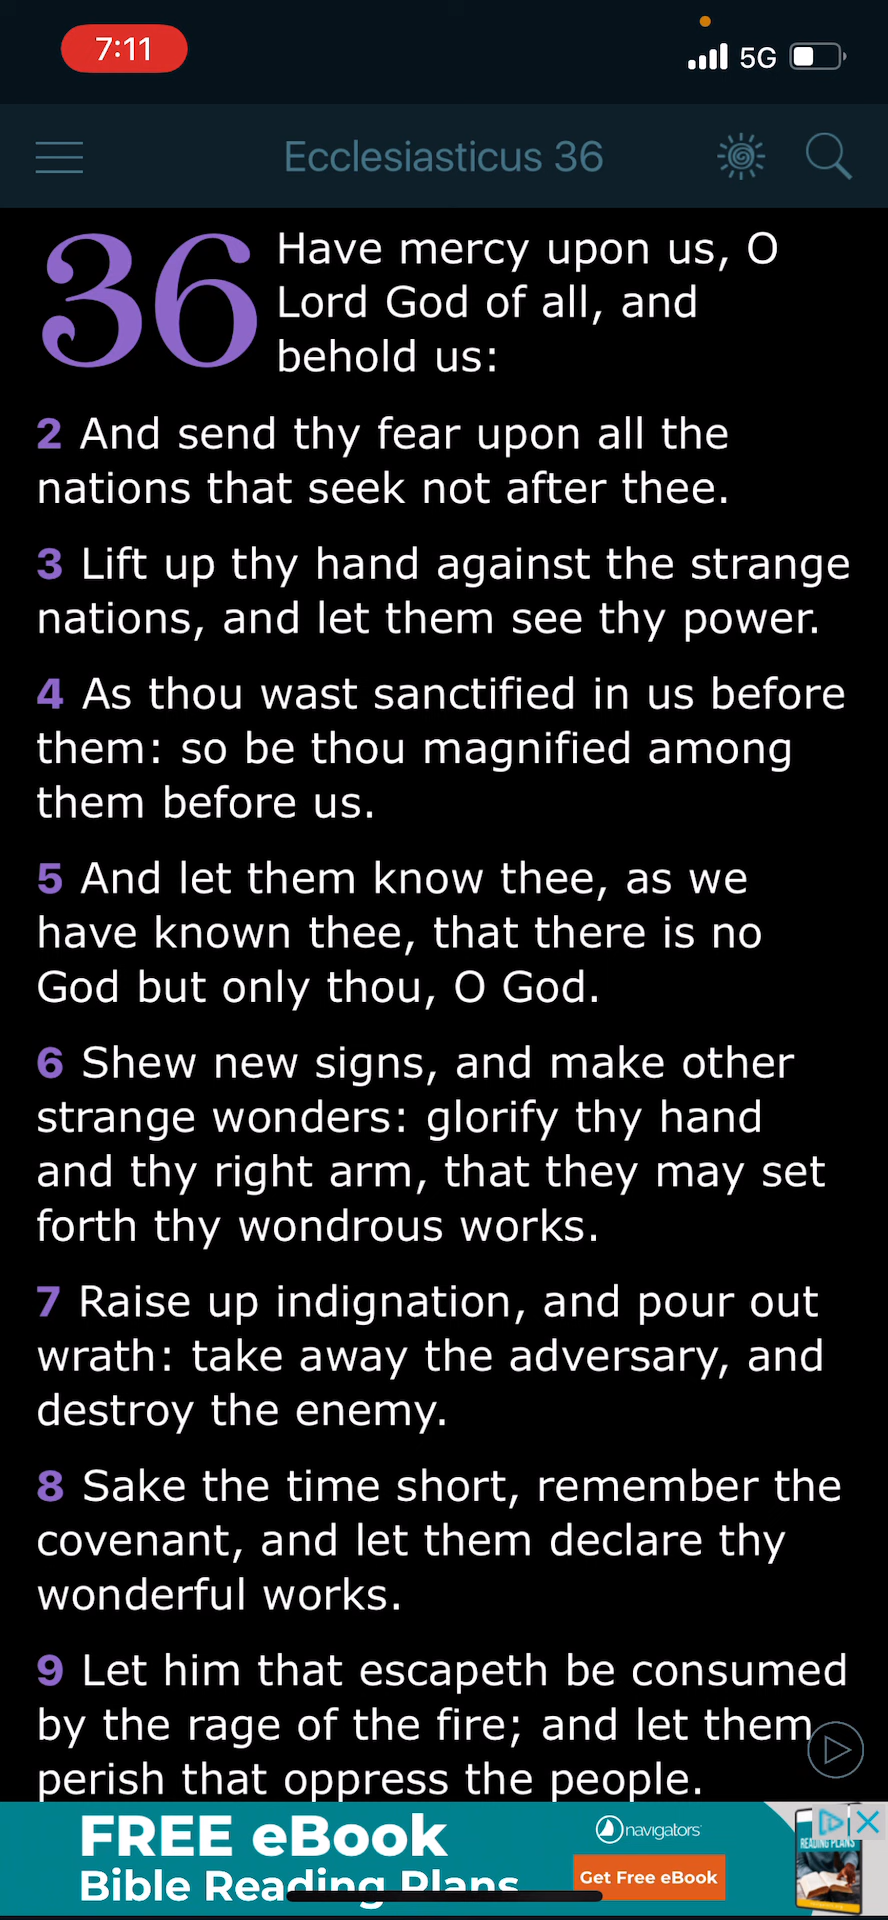 7:11
5G
Ecclesiasticus 36
36 Have mercy upon us, O
Lord God of all, and
behold us:
2 And send thy fear upon all the
nations that seek not after thee.
3 Lift up thy hand against the strange
nations, and let them see thy power.
4 As thou wast sanctified in us before
them: so be thou magnified among
them before us.
5 And let them know thee, as we
have known thee, that there is no
God but only thou, O God.
6 Shew new signs, and make other
strange wonders: glorify thy hand
and thy right arm, that they may set
forth thy wondrous works.
7 Raise up indignation, and pour out
wrath: take away the adversary, and
destroy the enemy.
8 Sake the time short, remember the
covenant, and let them declare thy
wonderful works.
9 Let him that escapeth be consumed
by the rage of the fire; and let them
perish that oppress the people.
FREE eBook
Bible Reading Plans
navigators
Get Free eBook
READING PLANS